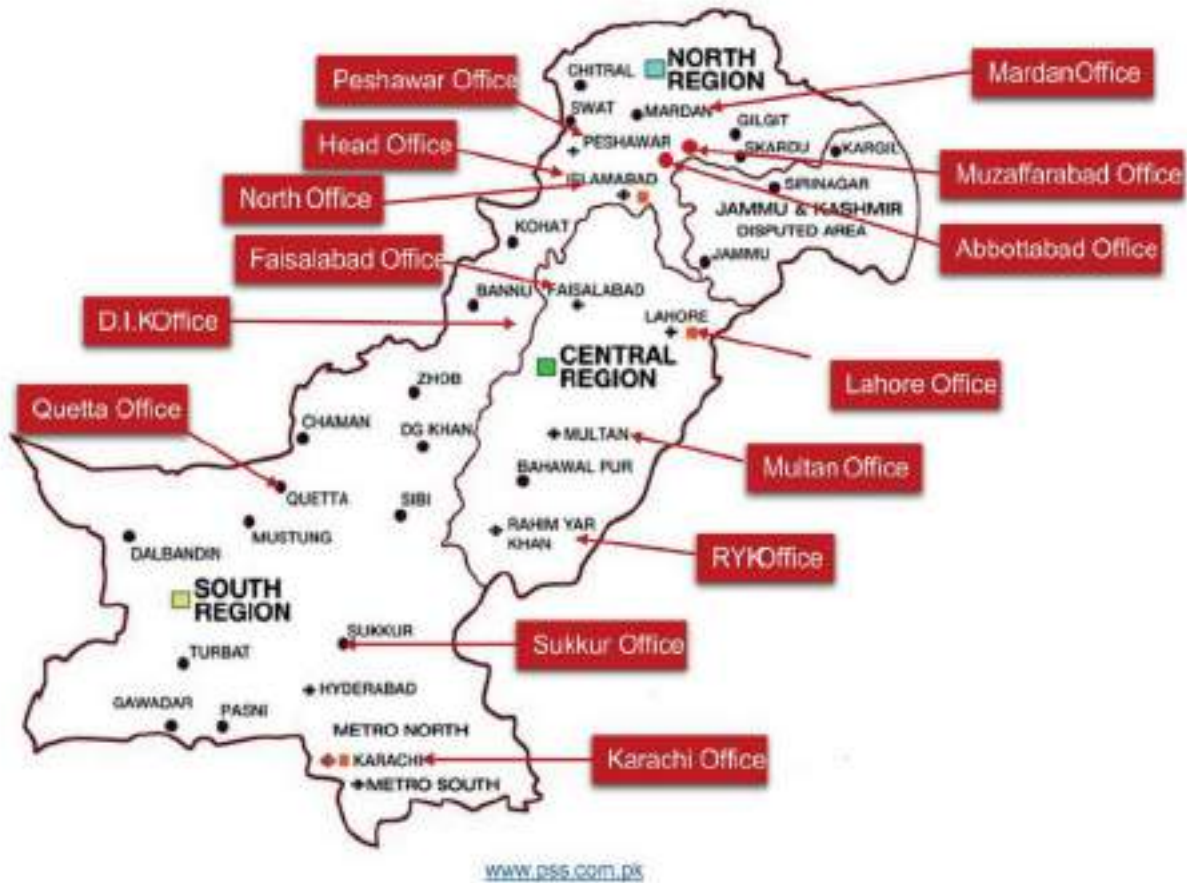 NORTH
REGION
CHITRAL
Peshawar Office
MardanOffice
SWAT
MARDAN
GILGIT
PESHAWAR
SKARDU
KARGIL
Head Office
Muzaffarabad Office
ISLAMABAD
SIRINAGAR
North Office
JAMMU & KASHMIR
DISPUTED AREA
KOHAT
Abbottabad Office
JAMMU
Faisalabad Office
BANNU
FAISALABAD
D.I.KOffice
LAHORE
CENTRAL
REGION
Lahore Office
ZHOB
Quetta Office
CHAMAN
DG KHAN
MULTAN
Multan Office
BAHAWAL PUR
QUETTA
SIBI
MUSTUNG
RAHIM YAR
KHAN
DALBANDIN
RYKOffice
SOUTH
REGION
SUKKUR
Sukkur Office
TURBAT
HYDERABAD
GAWADAR
PASNI
METRO NORTH
KARACHI
Karachi Office
METRO SOUTH
www.pss.com.pk